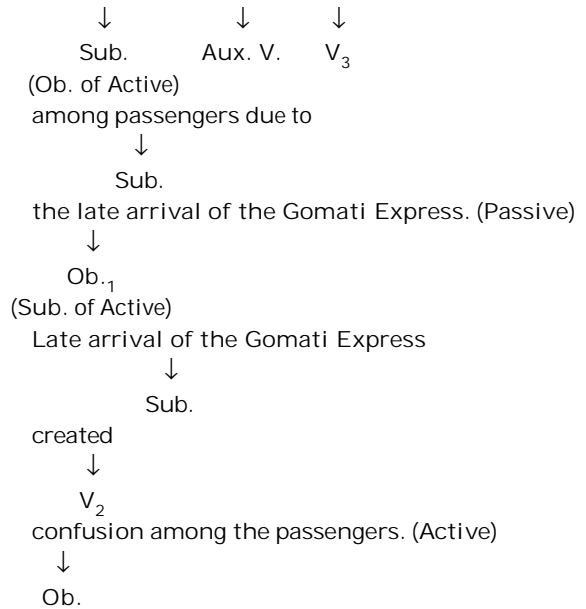 ↓ ↓ ↓
Sub. Aux. V. V₃
(Ob. of Active)
among passengers due to
↓
Sub.
the late arrival of the Gomati Express. (Passive)
↓
Ob.₁
(Sub. of Active)
Late arrival of the Gomati Express
↓
Sub.
created
↓
V₂
confusion among the passengers. (Active)
↓
Ob.